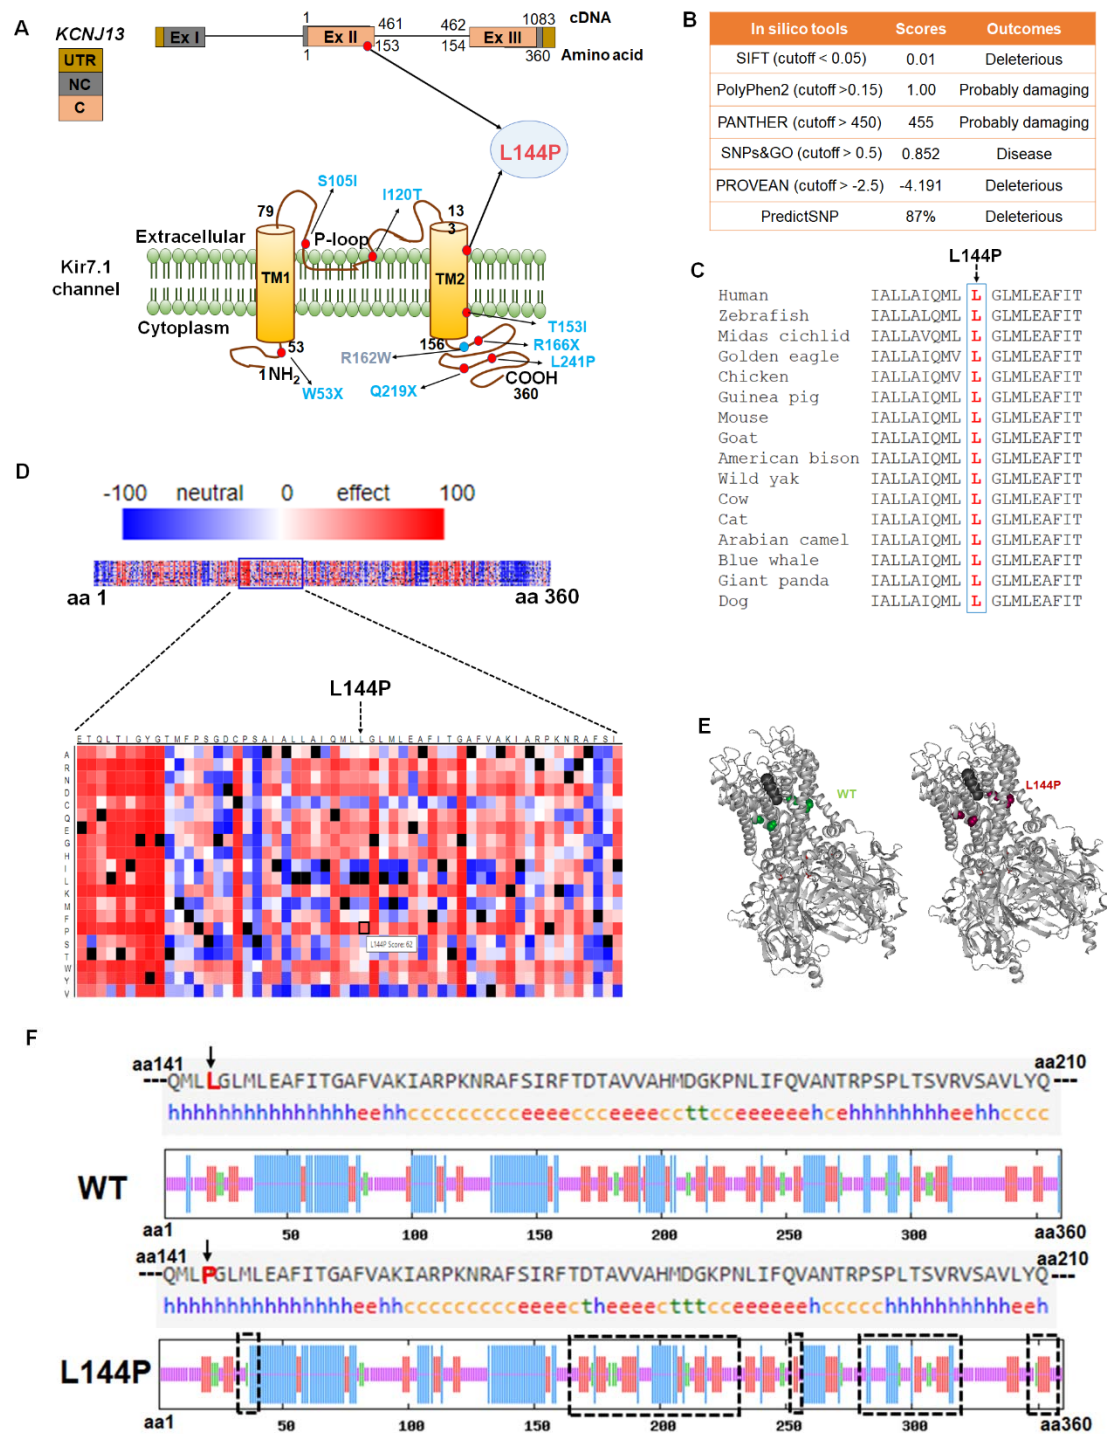 A
KCNJ13
UTR
NC
C
1
461
462
1083
cDNA
Ex I
Ex II
Ex III
1
153
154
360
Amino acid
L144P
S105I
I120T
79
13
3
Extracellular
P-loop
Kir7.1
channel
TM1
TM2
Cytoplasm
53
156
T153I
R162W
R166X
L241P
1NH2
W53X
Q219X
COOH
360
B
In silico tools Scores Outcomes
SIFT (cutoff < 0.05) 0.01 Deleterious
PolyPhen2 (cutoff >0.15) 1.00 Probably damaging
PANTHER (cutoff > 450) 455 Probably damaging
SNPs&GO (cutoff > 0.5) 0.852 Disease
PROVEAN (cutoff > -2.5) -4.191 Deleterious
PredictSNP 87% Deleterious
C
L144P
Human IALLAIQML L GLMLEAFIT
Zebrafish IALLALQML L GLMLEAFIT
Midas cichlid IALLAVQML L GLMLEAFIT
Golden eagle IALLAIQMV L GLMLEAFIT
Chicken IALLAIQMV L GLMLEAFIT
Guinea pig IALLAIQML L GLMLEAFIT
Mouse IALLAIQML L GLMLEAFIT
Goat IALLAIQML L GLMLEAFIT
American bison IALLAIQML L GLMLEAFIT
Wild yak IALLAIQML L GLMLEAFIT
Cow IALLAIQML L GLMLEAFIT
Cat IALLAIQML L GLMLEAFIT
Arabian camel IALLAIQML L GLMLEAFIT
Blue whale IALLAIQML L GLMLEAFIT
Giant panda IALLAIQML L GLMLEAFIT
Dog IALLAIQML L GLMLEAFIT
D
-100 neutral 0 effect 100
aa 1
aa 360
L144P
E T Q L T I G Y G T M F P S G D C P S A I A L L A I Q M L L G L M L E A F I T G A F V A K I A R P K N R A F S I
A
R
N
D
C
Q
E
G
H
I
L
K
M
F
P
S
T
W
Y
V
L144P Score: 62
E
WT
L144P
F
aa141
aa210
---QMLLGLMLEAFITGAFVAKIARPKNRAFSIRFTDTAVVAHMDGKPNLIFQVANTRPSPLTSVRVSAVLYQ---
hhhhhhhhhhhhhhhheehhccccccccceeeecccceeeeccttcceeeeeehcehhhhhhhheehhcccc
WT
aa1
50
100
150
200
250
300
aa360
aa141
aa210
---QMLPGLMLEAFITGAFVAKIARPKNRAFSIRFTDTAVVAHMDGKPNLIFQVANTRPSPLTSVRVSAVLYQ---
hhhhhhhhhhhhhhhheehhccccccccceeeectheeeectttcceeeeeehccccchhhhhhhhheeh
L144P
aa1
50
100
150
200
250
300
aa360